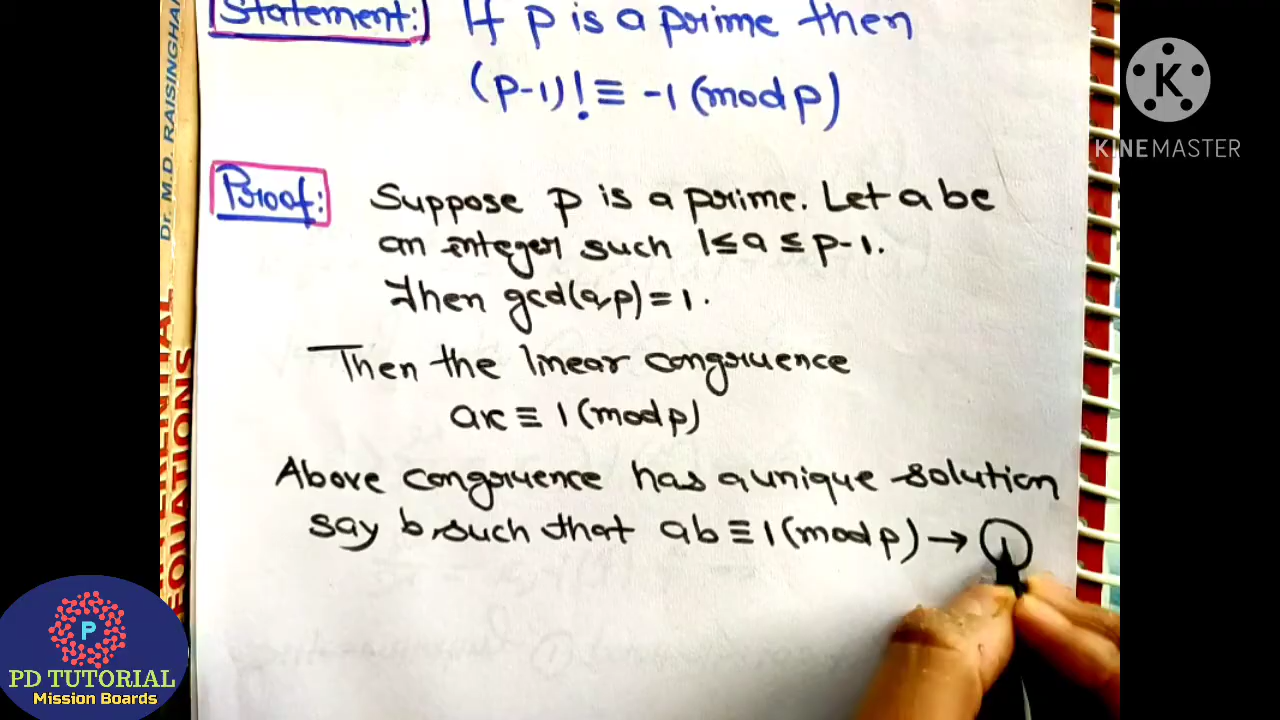 Statement: If p is a prime then
(p-1)! ≡ -1 (mod p)
Proof: Suppose p is a prime. Let a be
an integer such 1≤a≤p-1.
Then gcd(a,p)=1.
Then the linear congruence
ax ≡ 1 (mod p)
Above congruence has a unique solution
say b, such that ab ≡ 1 (mod p) → 1
Dr. M.D. RAISINGHAN
EQUATIONS
K
KINEMASTER
P
PD TUTORIAL
Mission Boards